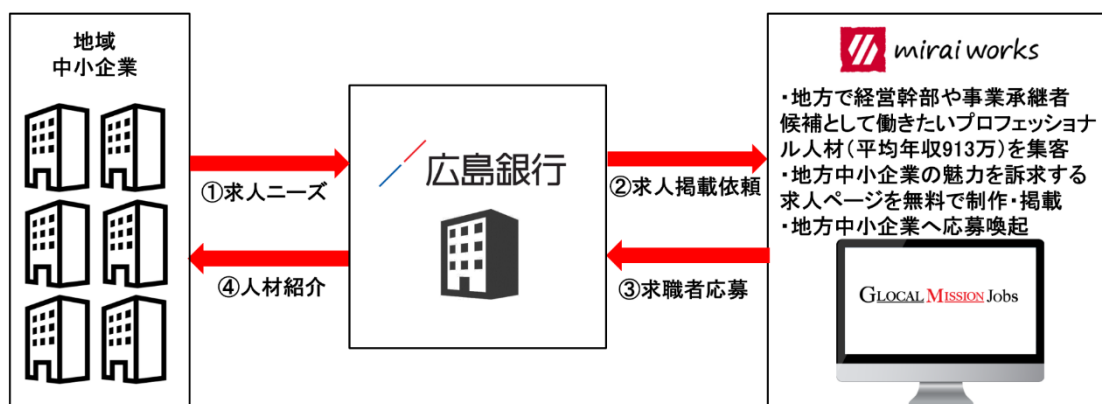 地域
中小企業
①求人ニーズ
④人材紹介
広島銀行
②求人掲載依頼
③求職者応募
mirai works
・地方で経営幹部や事業承継者
候補として働きたいプロフェッショナ
ル人材(平均年収913万)を集客
・地方中小企業の魅力を訴求する
求人ページを無料で制作・掲載
・地方中小企業へ応募喚起
GLOCAL MISSION JOBS